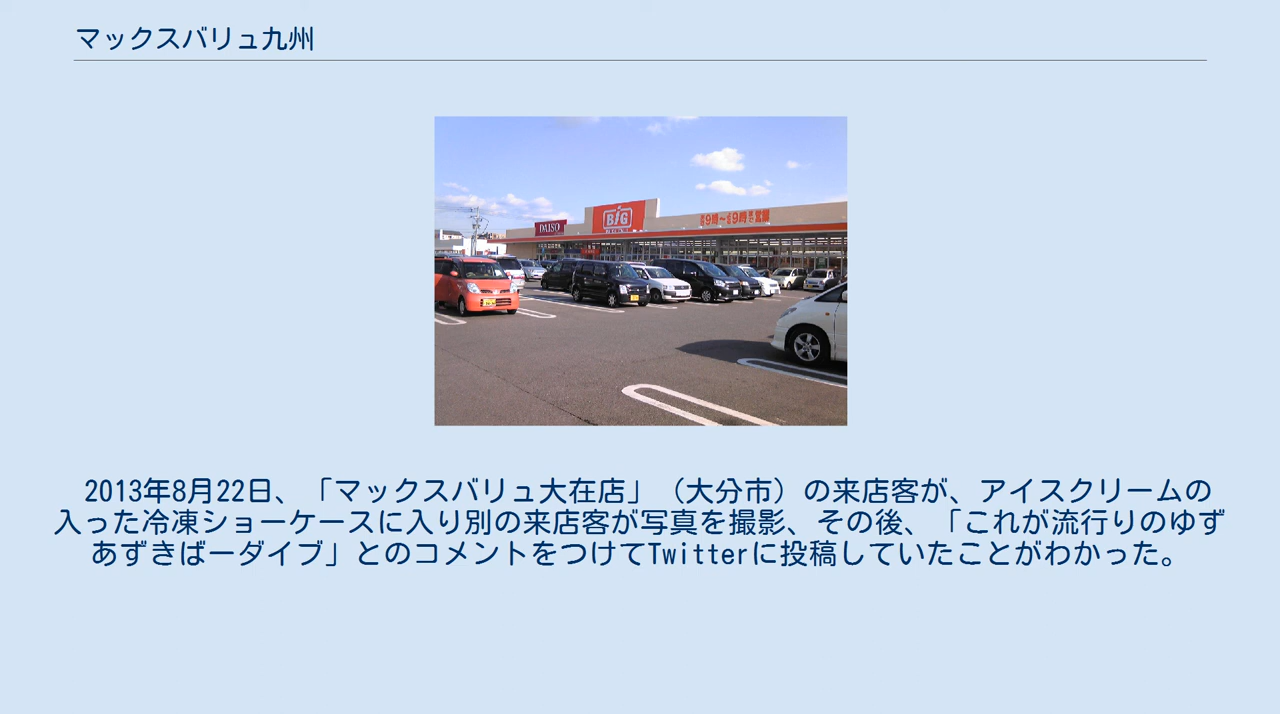 マックスバリュ九州
DAISO
BIG
9時～9時
営業
2013年8月22日、「マックスバリュ大在店」（大分市）の来店客が、アイスクリームの
入った冷凍ショーケースに入り別の来店客が写真を撮影、その後、「これが流行りのゆず
あずきばーダイブ」とのコメントをつけてTwitterに投稿していたことがわかった。